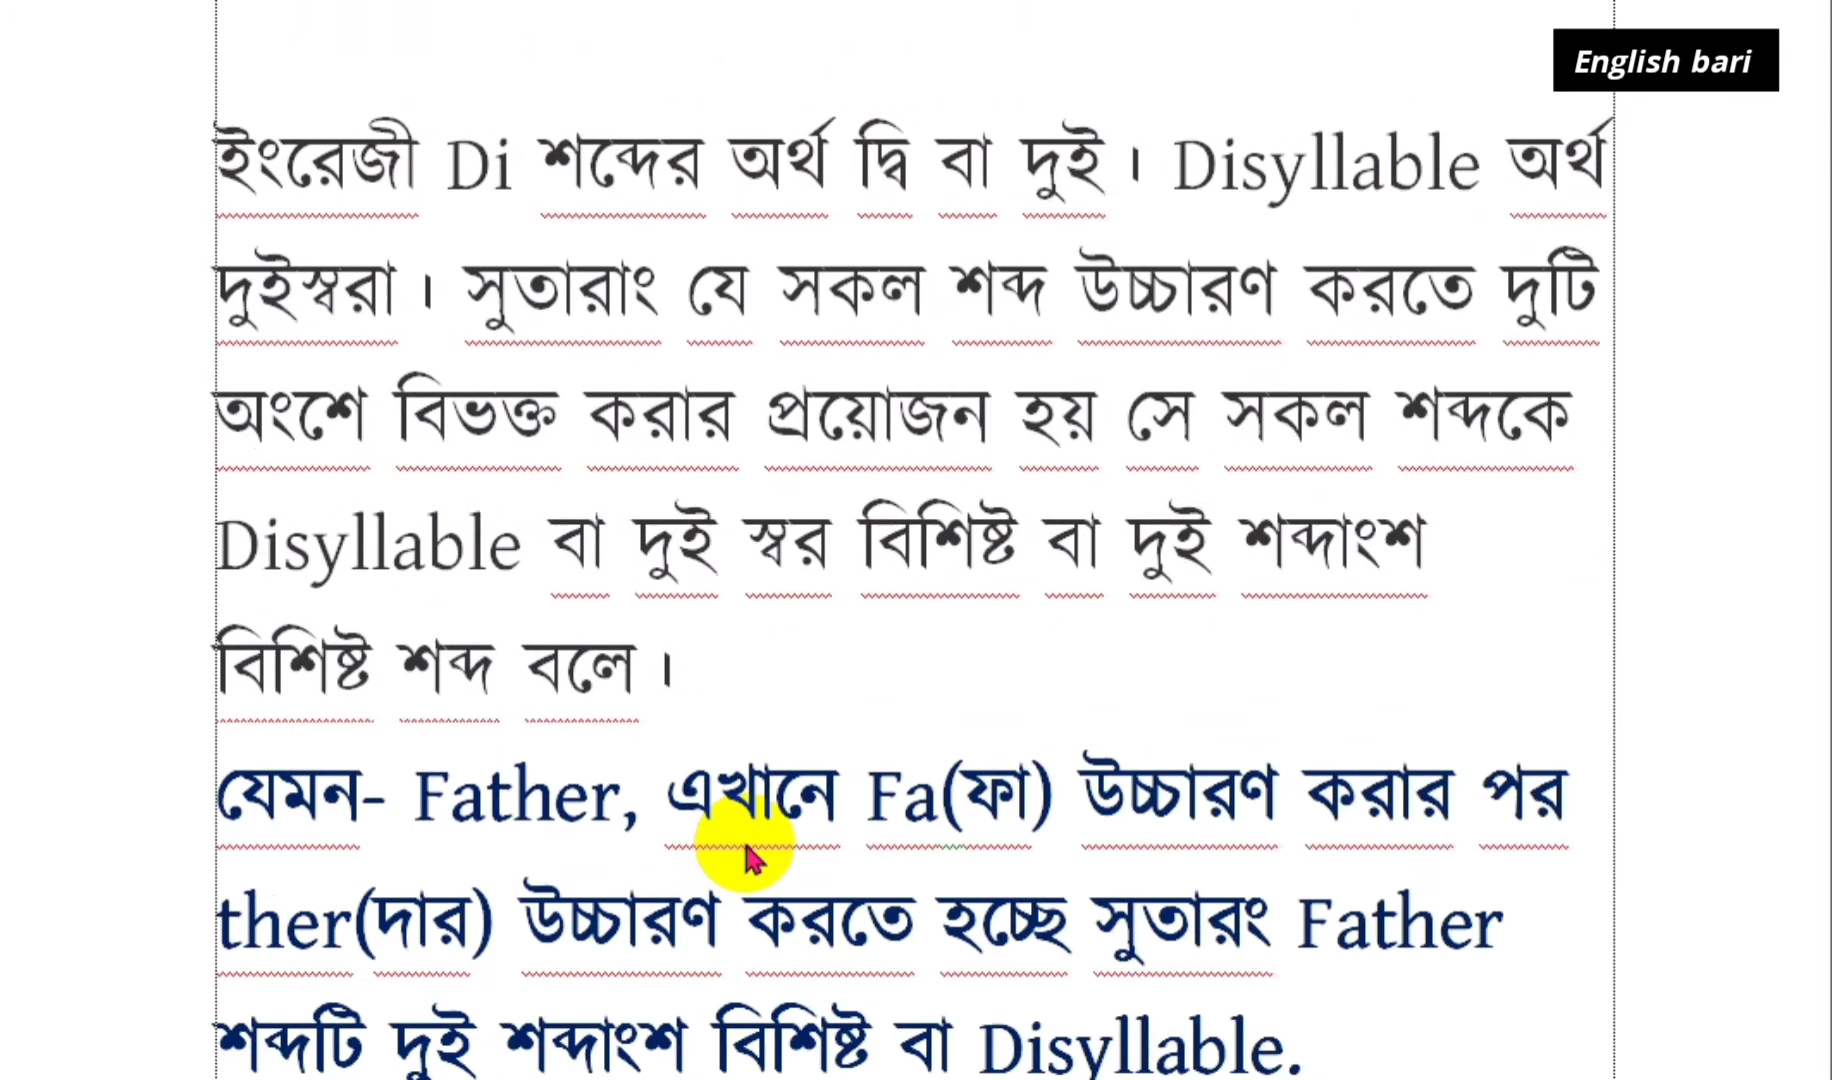 English bari
ইংরেজী Di শব্দের অর্থ দ্বি বা দুই। Disyllable অর্থ
দুইস্বরা। সুতারাং যে সকল শব্দ উচ্চারণ করতে দুটি
অংশে বিভক্ত করার প্রয়োজন হয় সে সকল শব্দকে
Disyllable বা দুই স্বর বিশিষ্ট বা দুই শব্দাংশ
বিশিষ্ট শব্দ বলে।
যেমন- Father, এখানে Fa(ফা) উচ্চারণ করার পর
ther(দার) উচ্চারণ করতে হচ্ছে সুতারং Father
শব্দটি দুই শব্দাংশ বিশিষ্ট বা Disyllable.